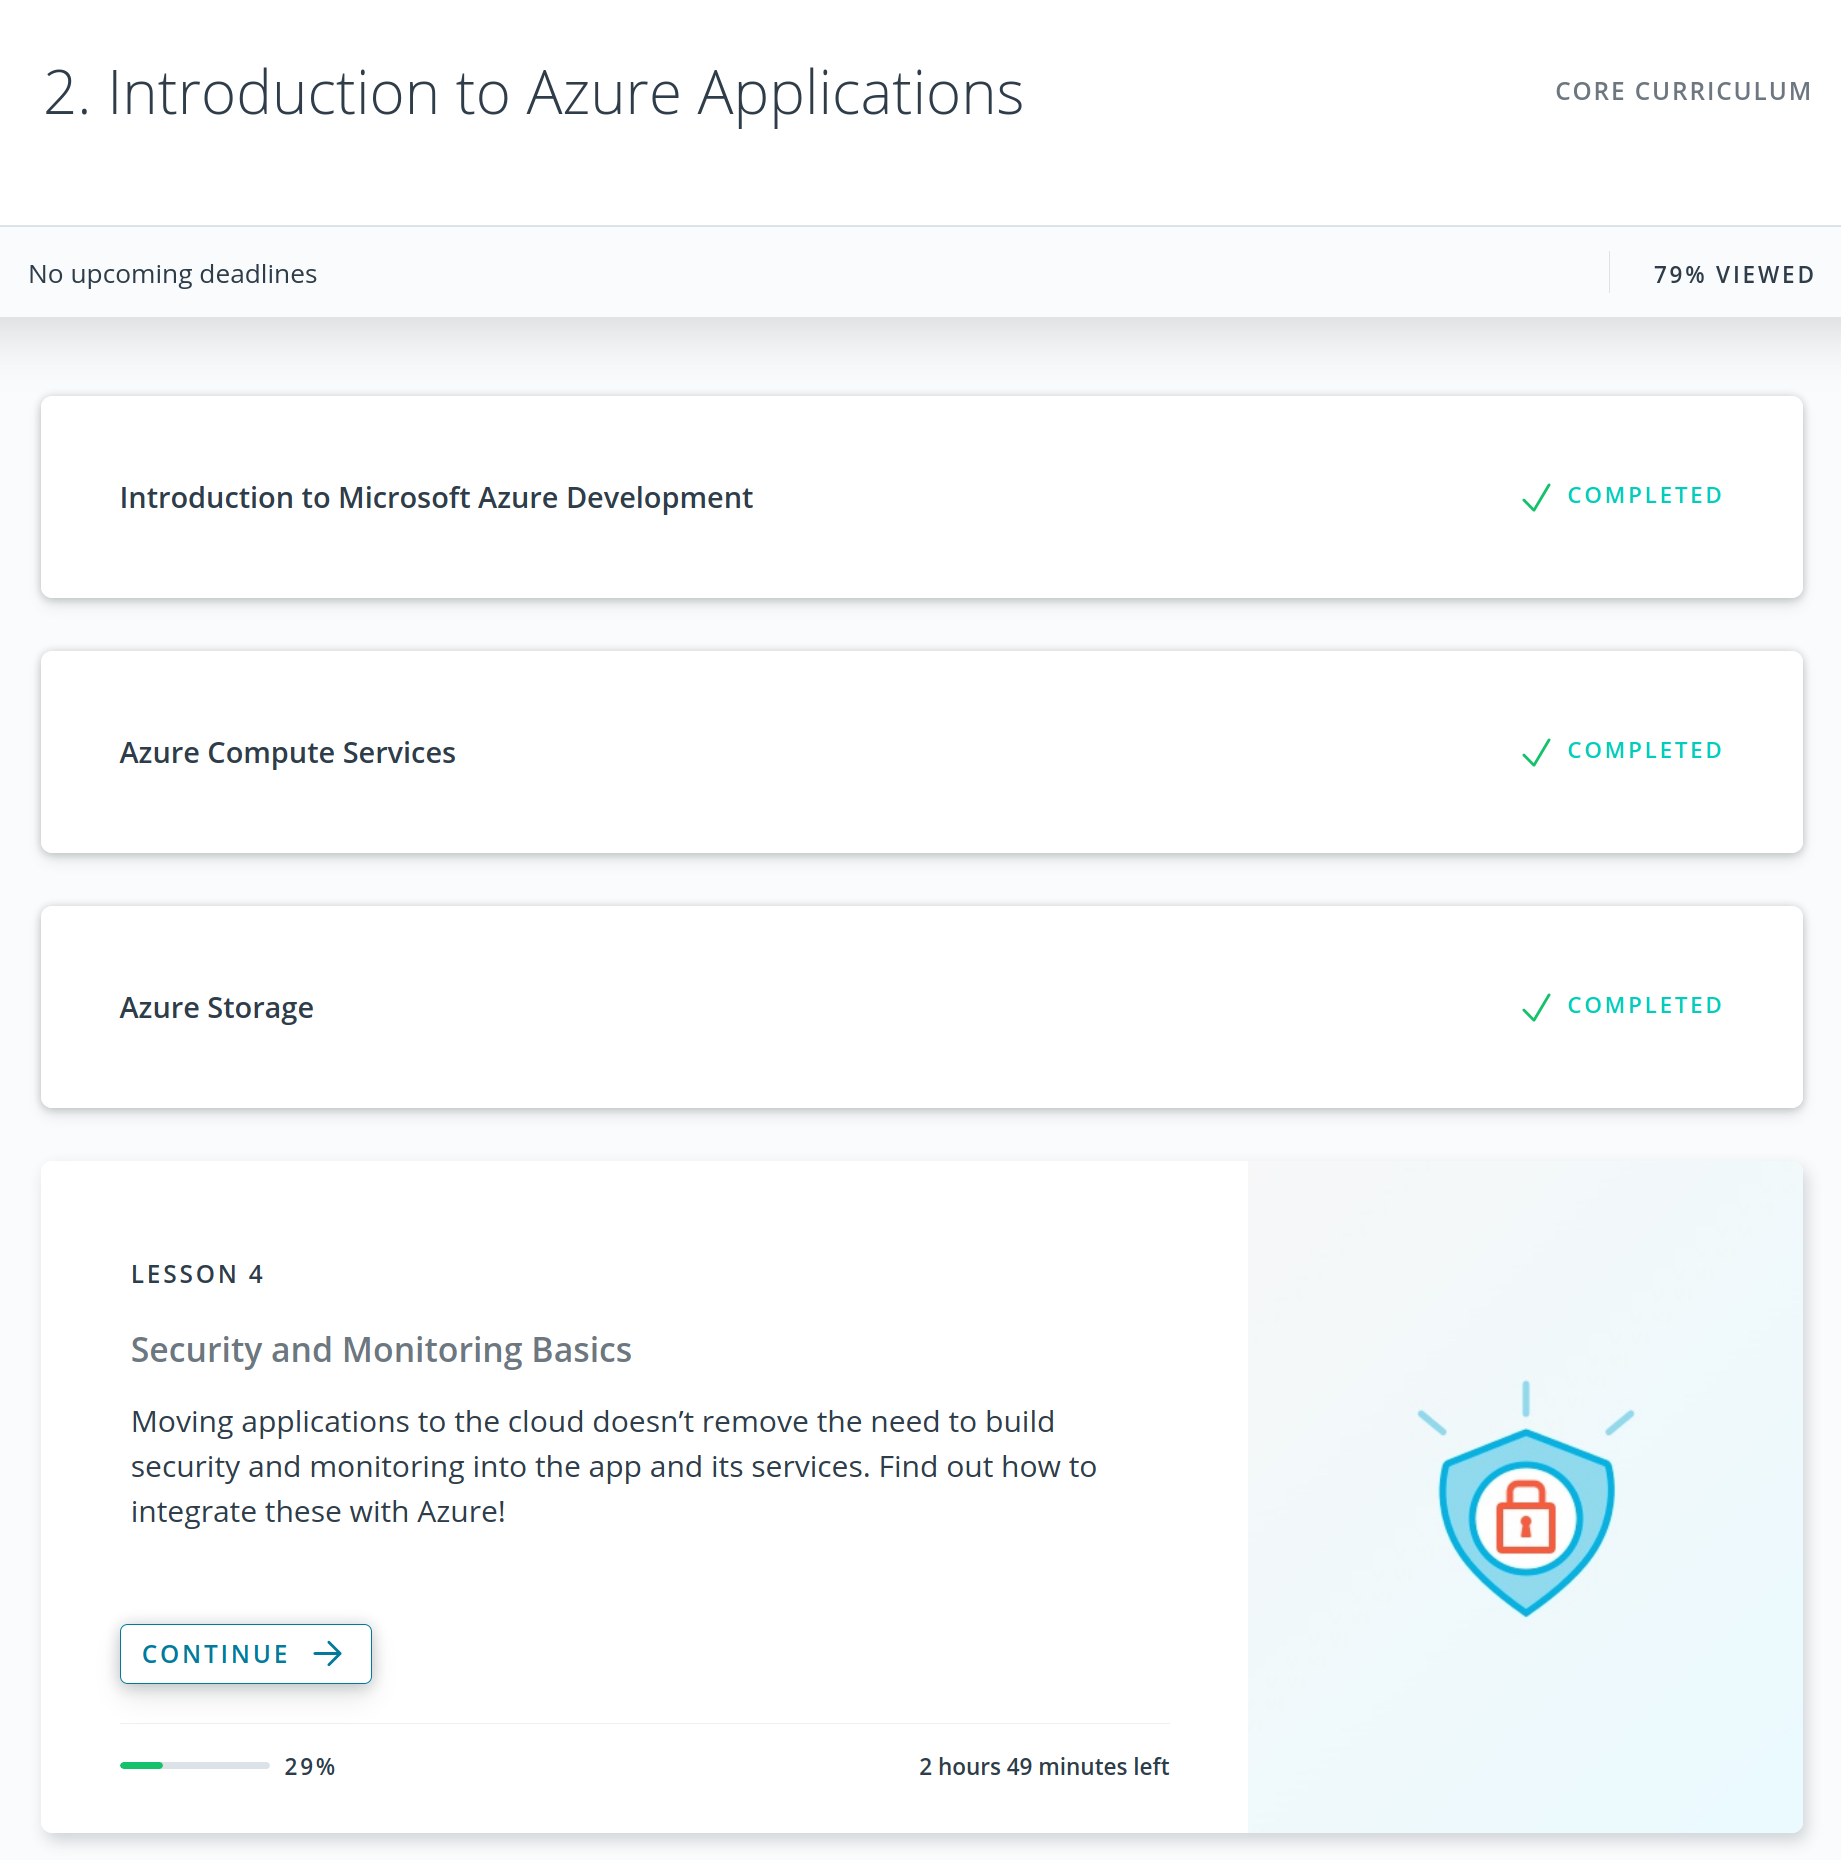 2. Introduction to Azure Applications
CORE CURRICULUM
No upcoming deadlines
79% VIEWED
Introduction to Microsoft Azure Development
COMPLETED
Azure Compute Services
COMPLETED
Azure Storage
COMPLETED
LESSON 4
Security and Monitoring Basics
Moving applications to the cloud doesn’t remove the need to build
security and monitoring into the app and its services. Find out how to
integrate these with Azure!
CONTINUE
29%
2 hours 49 minutes left